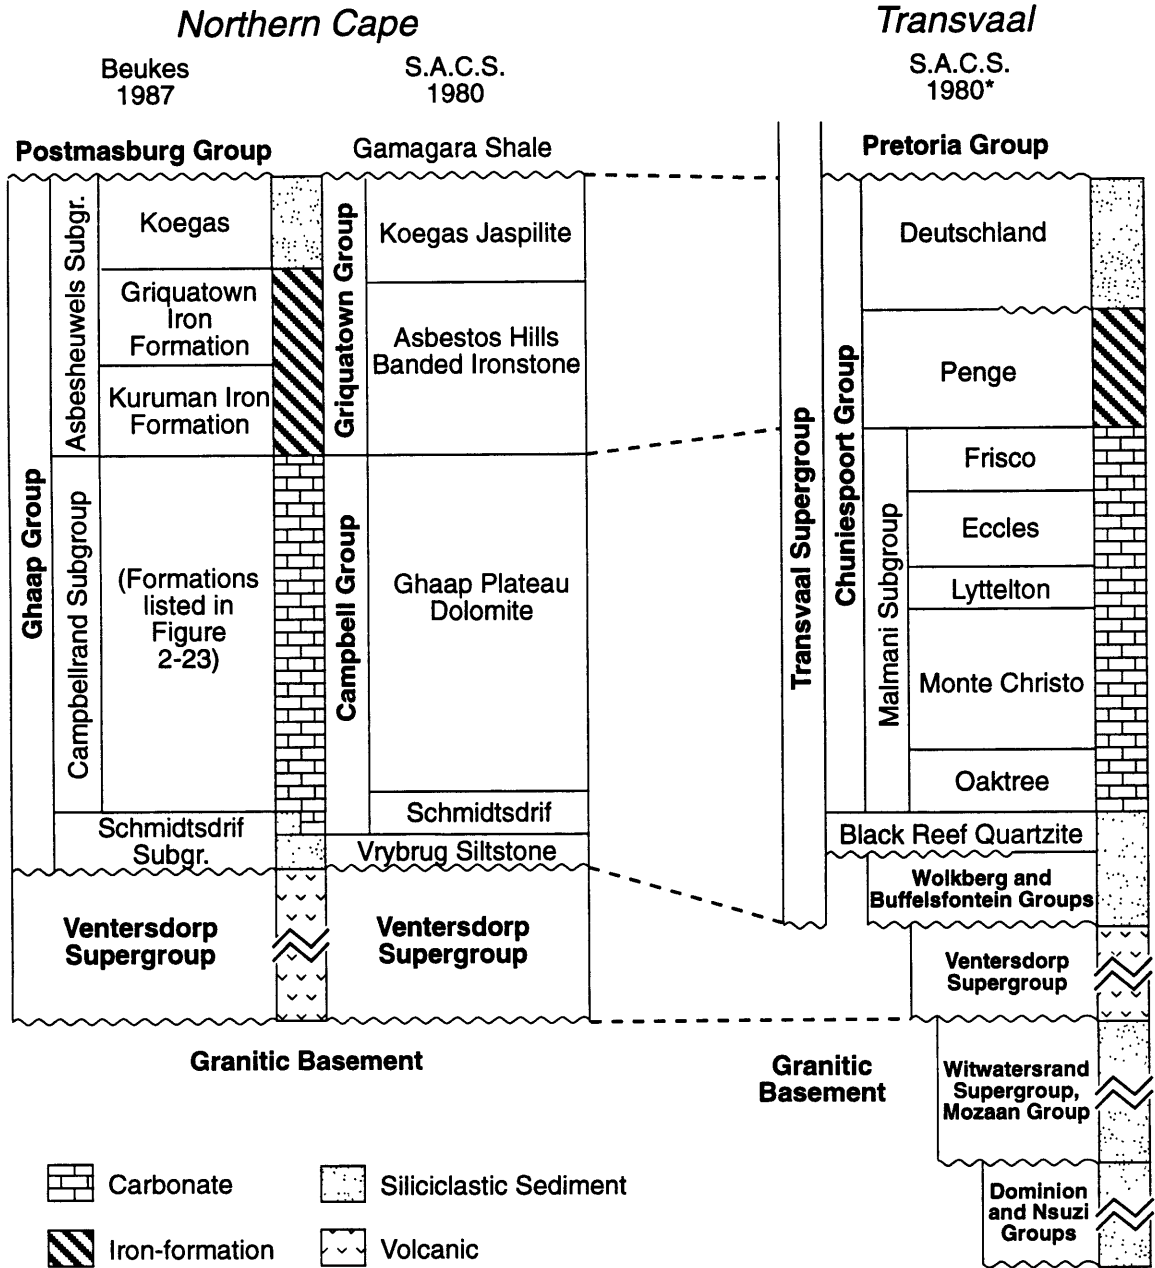 Northern Cape
Transvaal
Beukes
1987
S.A.C.S.
1980
S.A.C.S.
1980*
Postmasburg Group
Gamagara Shale
Pretoria Group
Ghaap Group
Asbesheuwels Subgr.
Koegas
Griquatown
Iron
Formation
Kuruman Iron
Formation
Campbellrand Subgroup
(Formations
listed in
Figure
2-23)
Schmidtsdrif
Subgr.
Ventersdorp
Supergroup
Griquatown Group
Koegas Jaspilite
Asbestos Hills
Banded Ironstone
Campbell Group
Ghaap Plateau
Dolomite
Schmidtsdrif
Vrybrug Siltstone
Ventersdorp
Supergroup
Granitic Basement
Transvaal Supergroup
Chuniespoort Group
Deutschland
Penge
Malmani Subgroup
Frisco
Eccles
Lyttelton
Monte Christo
Oaktree
Black Reef Quartzite
Wolkberg and
Buffelsfontein Groups
Ventersdorp
Supergroup
Granitic
Basement
Witwatersrand
Supergroup,
Mozaan Group
Dominion
and Nsuzi
Groups
Carbonate
Siliciclastic Sediment
Iron-formation
Volcanic